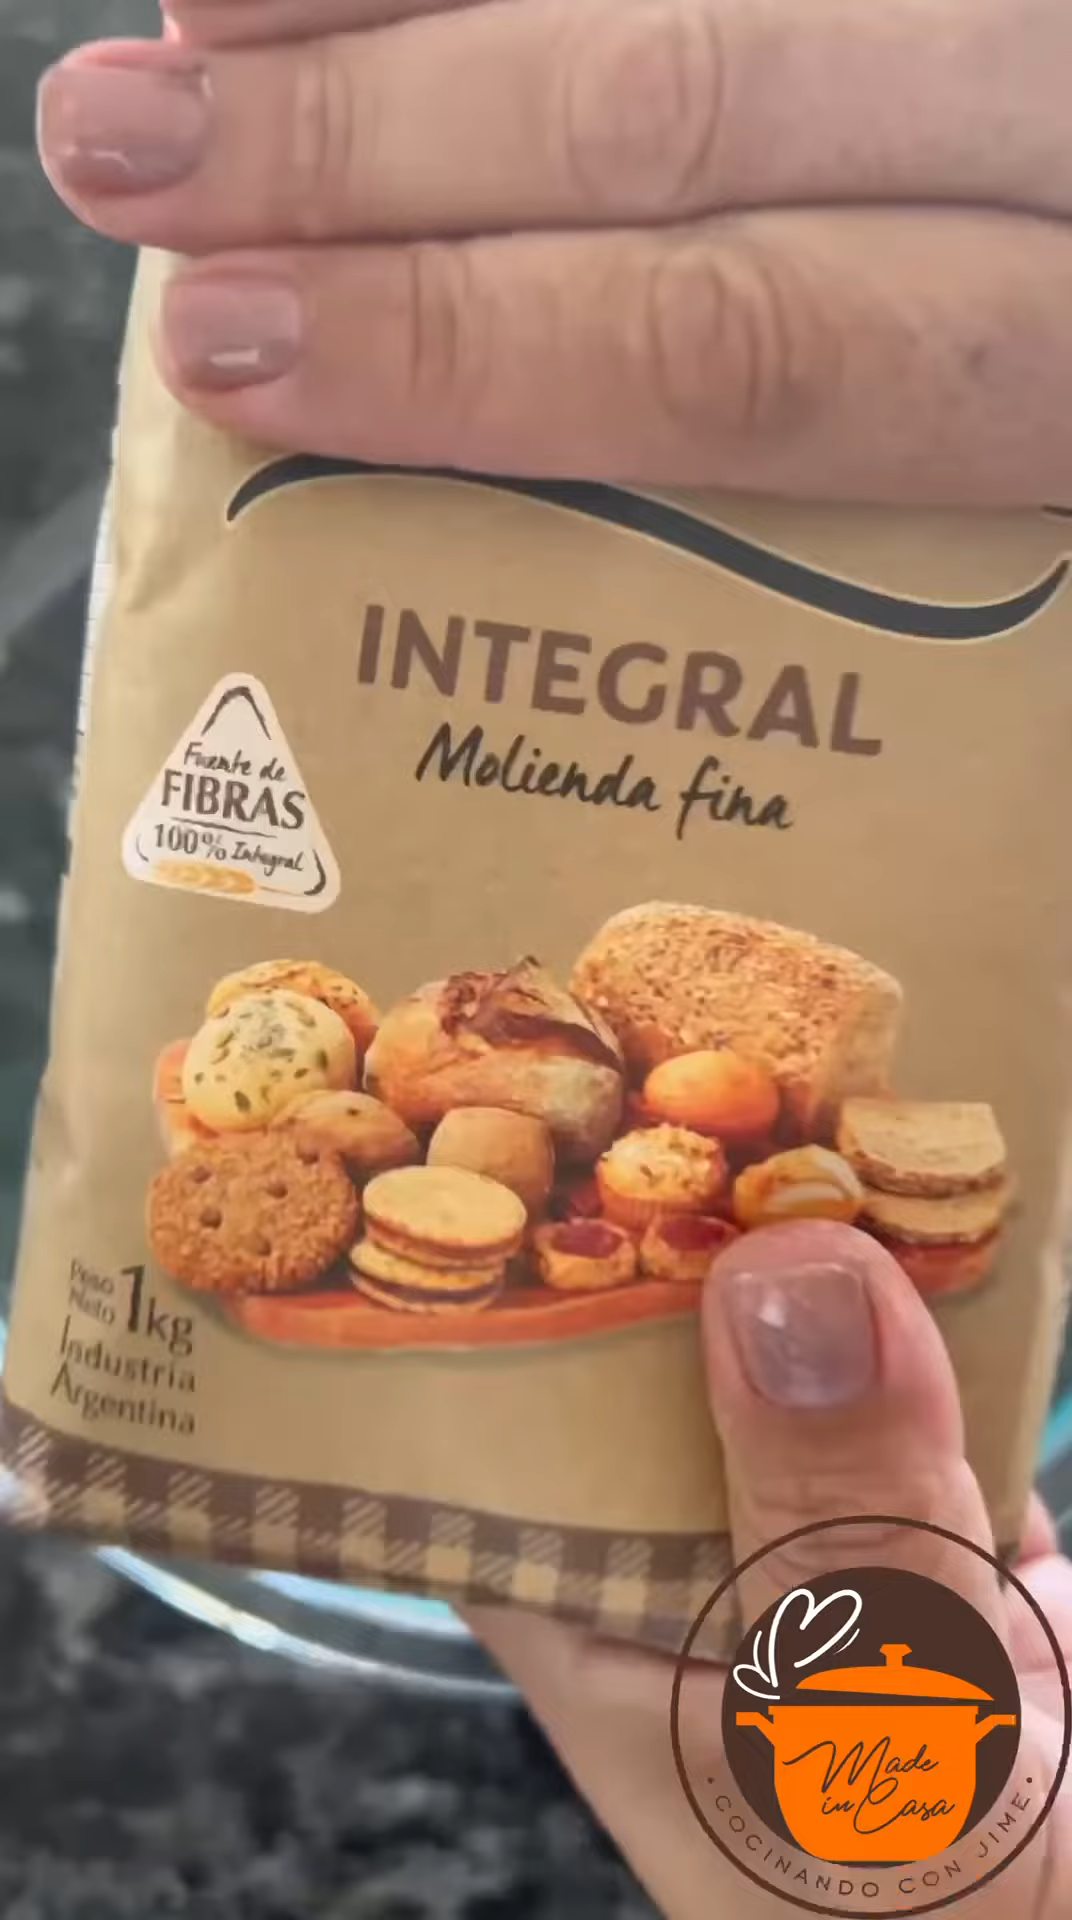 INTEGRAL
Molienda fina
Fuente de
FIBRAS
100% Integral
Peso
Neto 1kg
Industria
Argentina
Made
in Casa
COCINANDO CON JIME